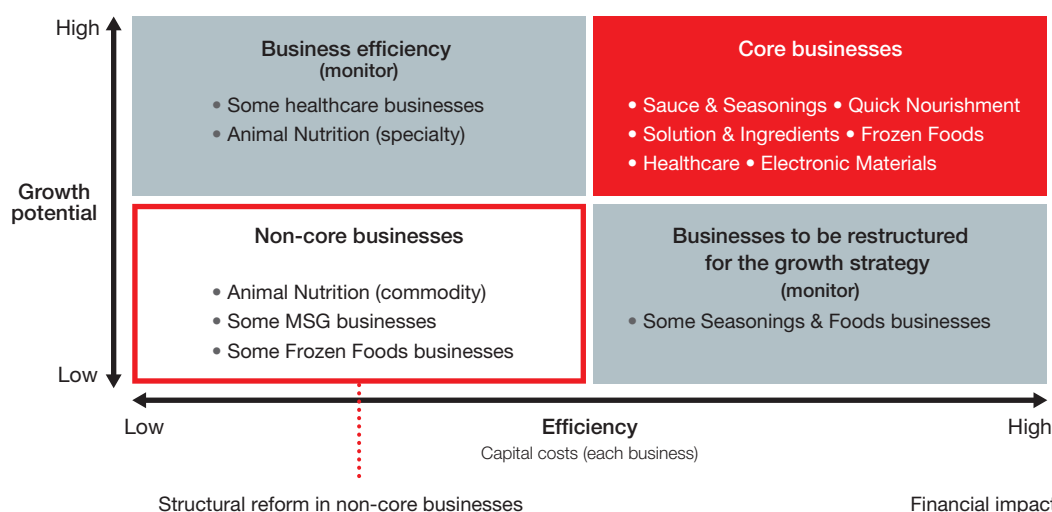 High
Business efficiency
(monitor)
• Some healthcare businesses
• Animal Nutrition (specialty)
Core businesses
• Sauce & Seasonings • Quick Nourishment
• Solution & Ingredients • Frozen Foods
• Healthcare • Electronic Materials
Growth
potential
Non-core businesses
• Animal Nutrition (commodity)
• Some MSG businesses
• Some Frozen Foods businesses
Businesses to be restructured
for the growth strategy
(monitor)
• Some Seasonings & Foods businesses
Low
Low
Efficiency
High
Capital costs (each business)
Structural reform in non-core businesses
Financial impact